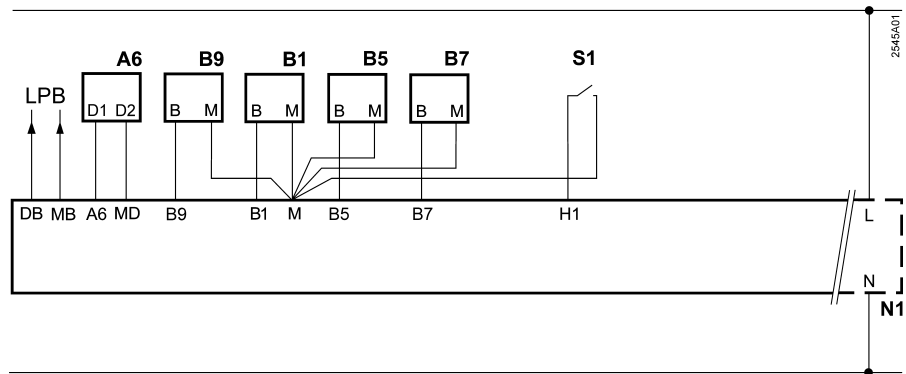 2545A01
A6 B9 B1 B5 B7 S1
LPB
D1 D2 B M B M B M B M
DB MB A6 MD B9 B1 M B5 B7 H1 L
N
N1